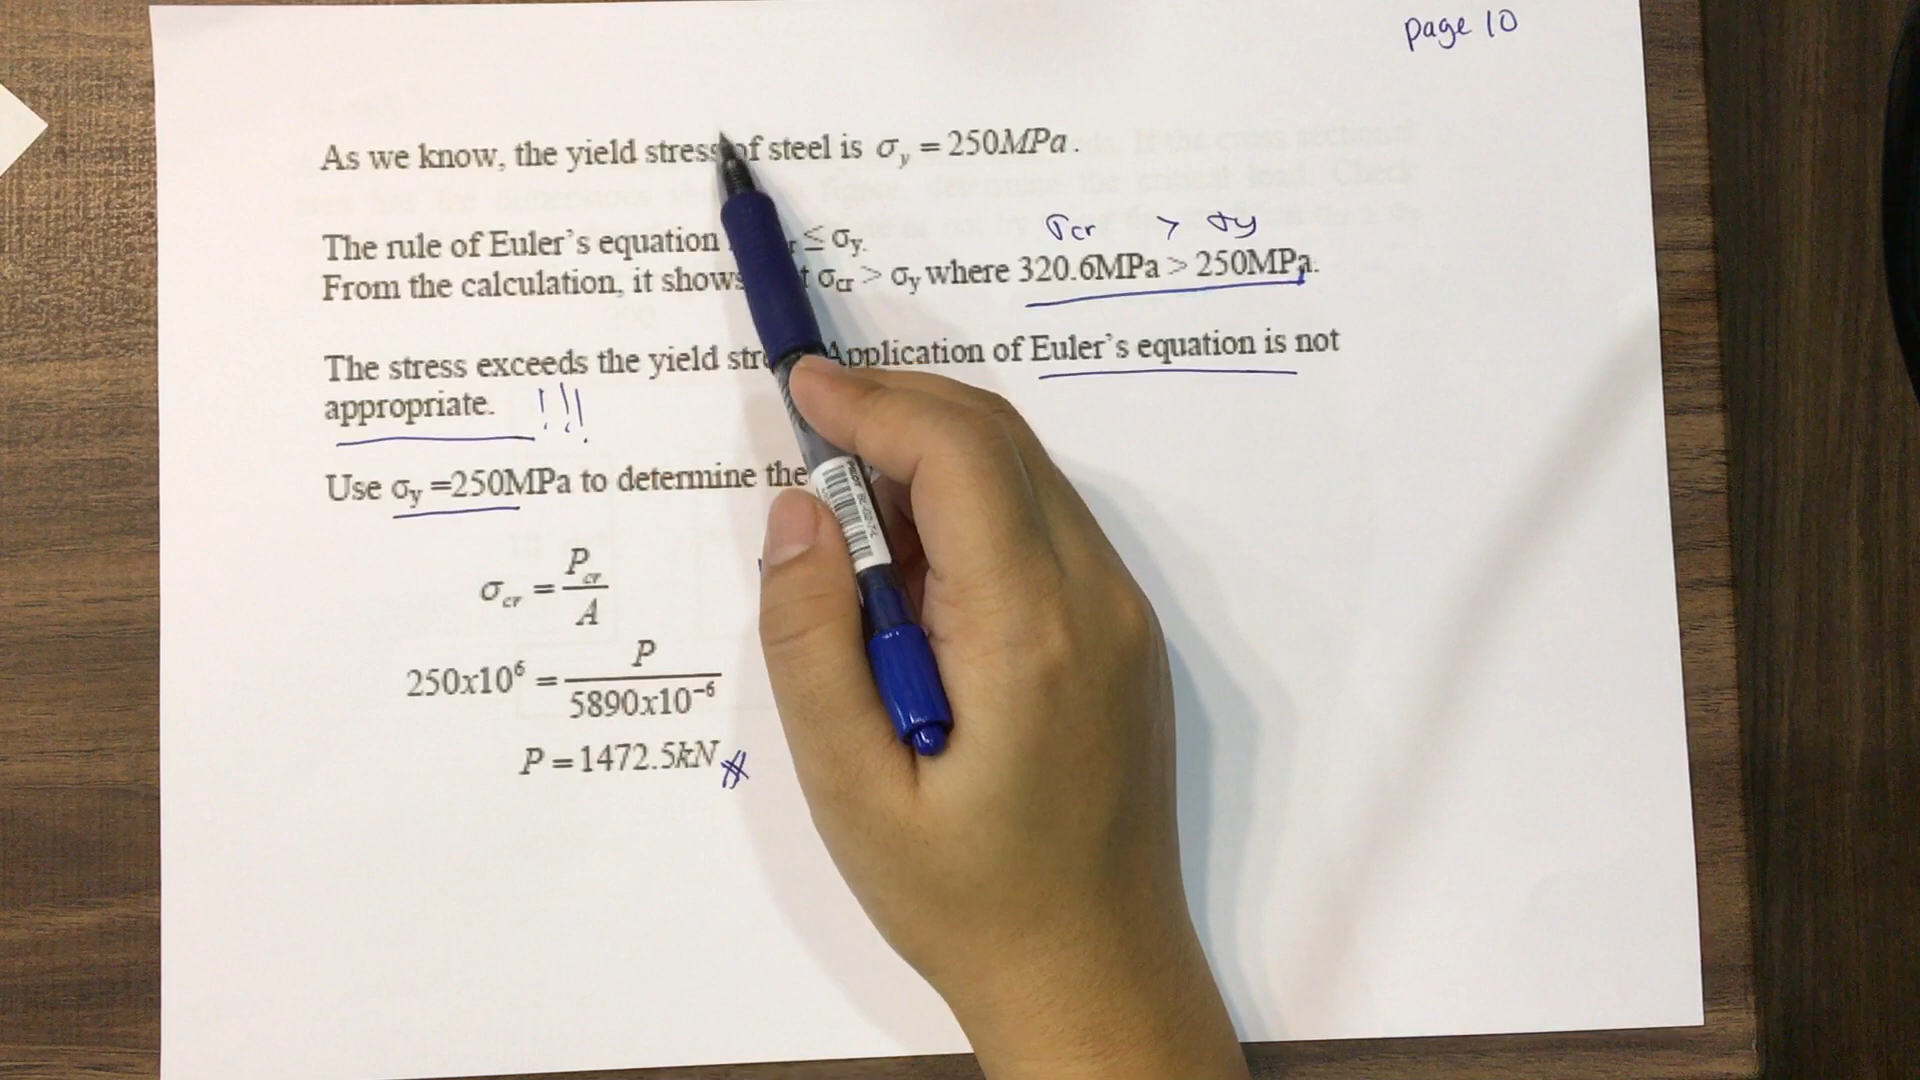 page 10
As we know, the yield stress of steel is σy = 250MPa.
σcr > σy
The rule of Euler's equation ≤ σy.
From the calculation, it shows σcr > σy where 320.6MPa > 250MPa.
The stress exceeds the yield Application of Euler's equation is not
appropriate. !!!
Use σy =250MPa to determine the
σcr = Pcr / A
250x10⁶ = P / 5890x10⁻⁶
P = 1472.5kN
PILOT